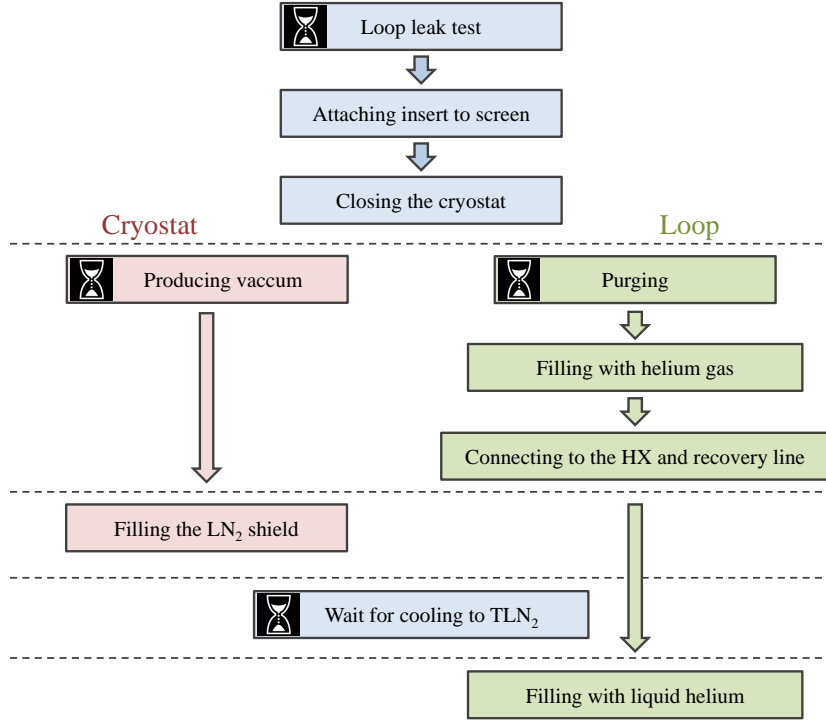 Loop leak test
Attaching insert to screen
Closing the cryostat
Cryostat
Loop
Producing vaccum
Purging
Filling with helium gas
Connecting to the HX and recovery line
Filling the LN₂ shield
Wait for cooling to TLN₂
Filling with liquid helium